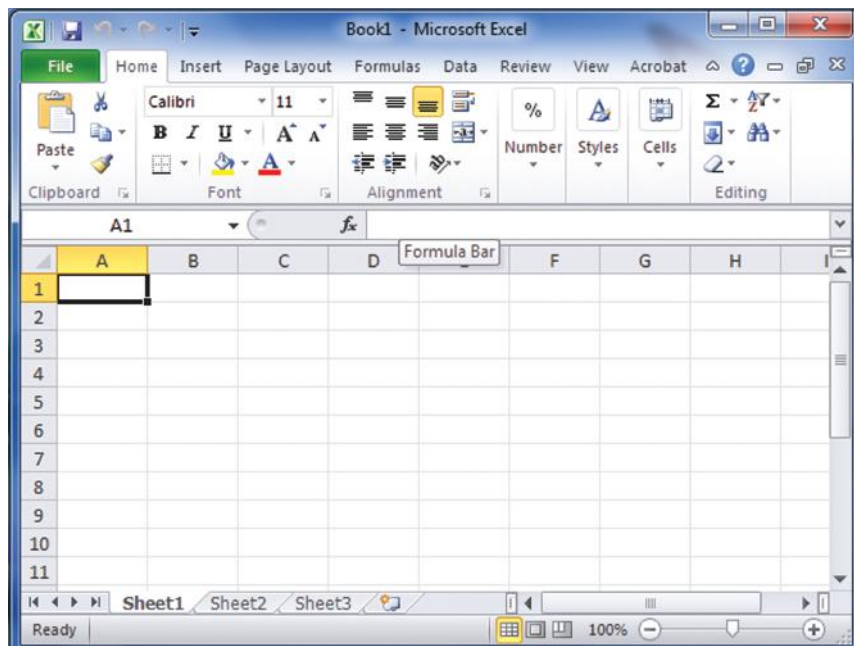 Book1 - Microsoft Excel
File Home Insert Page Layout Formulas Data Review View Acrobat
Calibri 11
B I U A A
Paste % Number Styles Cells Σ
Clipboard Font Alignment Editing
A1 fx
Formula Bar
A B C D F G H I
1
2
3
4
5
6
7
8
9
10
11
Sheet1 Sheet2 Sheet3
Ready 100%